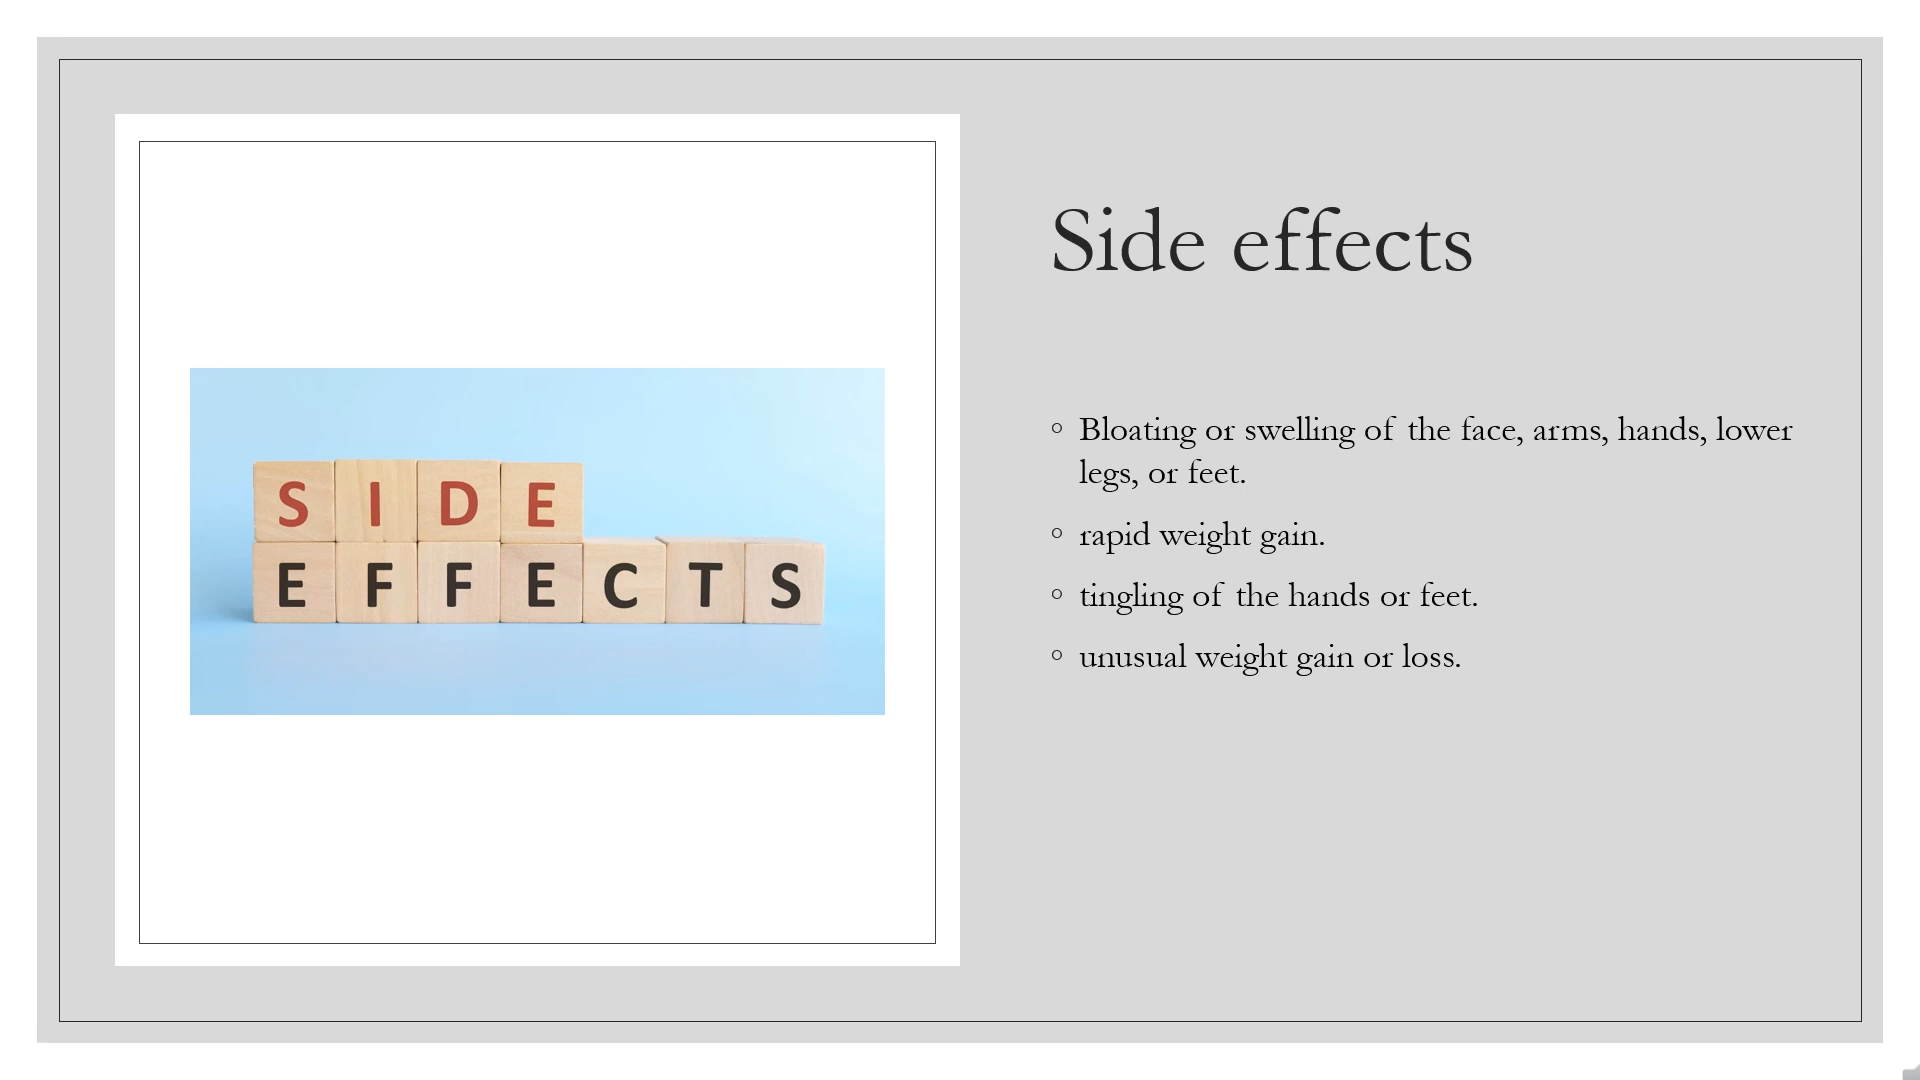 SIDE
EFFECTS
Side effects
Bloating or swelling of the face, arms, hands, lower
legs, or feet.
rapid weight gain.
tingling of the hands or feet.
unusual weight gain or loss.